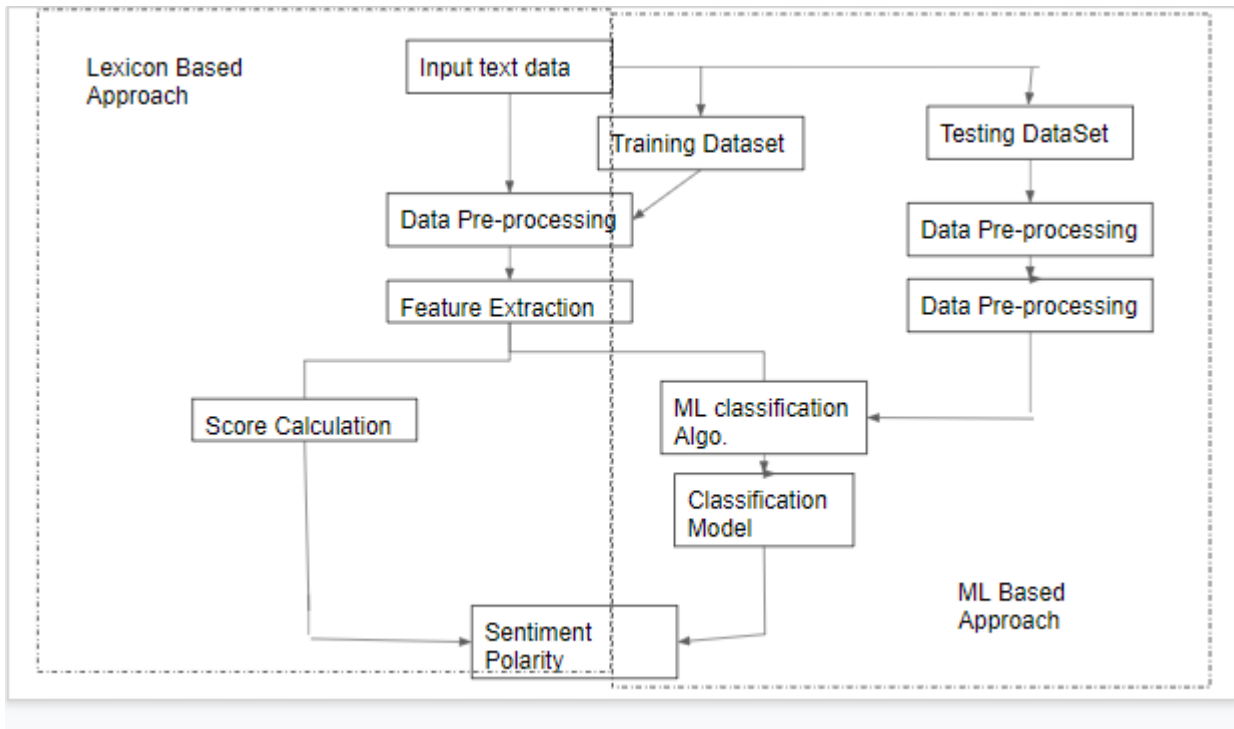 Lexicon Based
Approach
Input text data
Training Dataset
Testing DataSet
Data Pre-processing
Data Pre-processing
Feature Extraction
Data Pre-processing
Score Calculation
ML classification
Algo.
Classification
Model
ML Based
Approach
Sentiment
Polarity